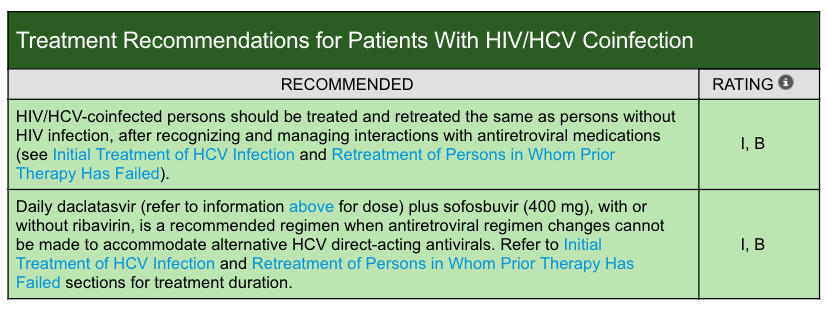 Treatment Recommendations for Patients With HIV/HCV Coinfection
RECOMMENDED
RATING
HIV/HCV-coinfected persons should be treated and retreated the same as persons without
HIV infection, after recognizing and managing interactions with antiretroviral medications
(see Initial Treatment of HCV Infection and Retreatment of Persons in Whom Prior
Therapy Has Failed).
I, B
Daily daclatasvir (refer to information above for dose) plus sofosbuvir (400 mg), with or
without ribavirin, is a recommended regimen when antiretroviral regimen changes cannot
be made to accommodate alternative HCV direct-acting antivirals. Refer to Initial
Treatment of HCV Infection and Retreatment of Persons in Whom Prior Therapy Has
Failed sections for treatment duration.
I, B